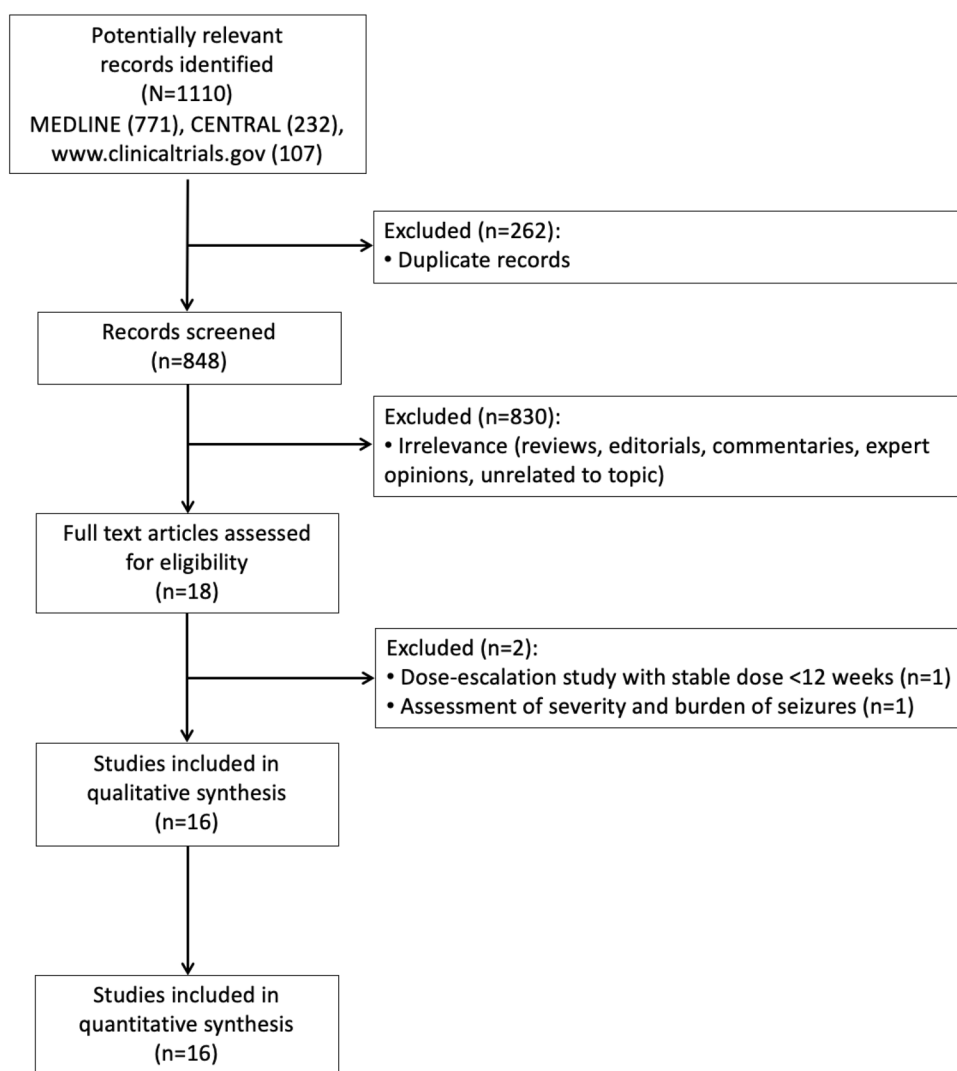 Potentially relevant
records identified
(N=1110)
MEDLINE (771), CENTRAL (232),
www.clinicaltrials.gov (107)
Excluded (n=262):
• Duplicate records
Records screened
(n=848)
Excluded (n=830):
• Irrelevance (reviews, editorials, commentaries, expert
opinions, unrelated to topic)
Full text articles assessed
for eligibility
(n=18)
Excluded (n=2):
• Dose-escalation study with stable dose <12 weeks (n=1)
• Assessment of severity and burden of seizures (n=1)
Studies included in
qualitative synthesis
(n=16)
Studies included in
quantitative synthesis
(n=16)